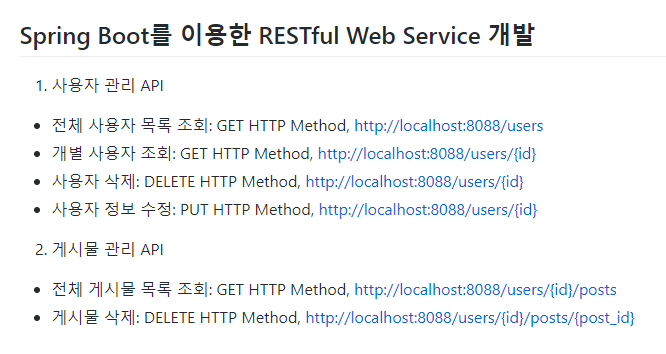 Spring Boot를 이용한 RESTful Web Service 개발
1. 사용자 관리 API
• 전체 사용자 목록 조회: GET HTTP Method, http://localhost:8088/users
• 개별 사용자 조회: GET HTTP Method, http://localhost:8088/users/{id}
• 사용자 삭제: DELETE HTTP Method, http://localhost:8088/users/{id}
• 사용자 정보 수정: PUT HTTP Method, http://localhost:8088/users/{id}
2. 게시물 관리 API
• 전체 게시물 목록 조회: GET HTTP Method, http://localhost:8088/users/{id}/posts
• 게시물 삭제: DELETE HTTP Method, http://localhost:8088/users/{id}/posts/{post_id}